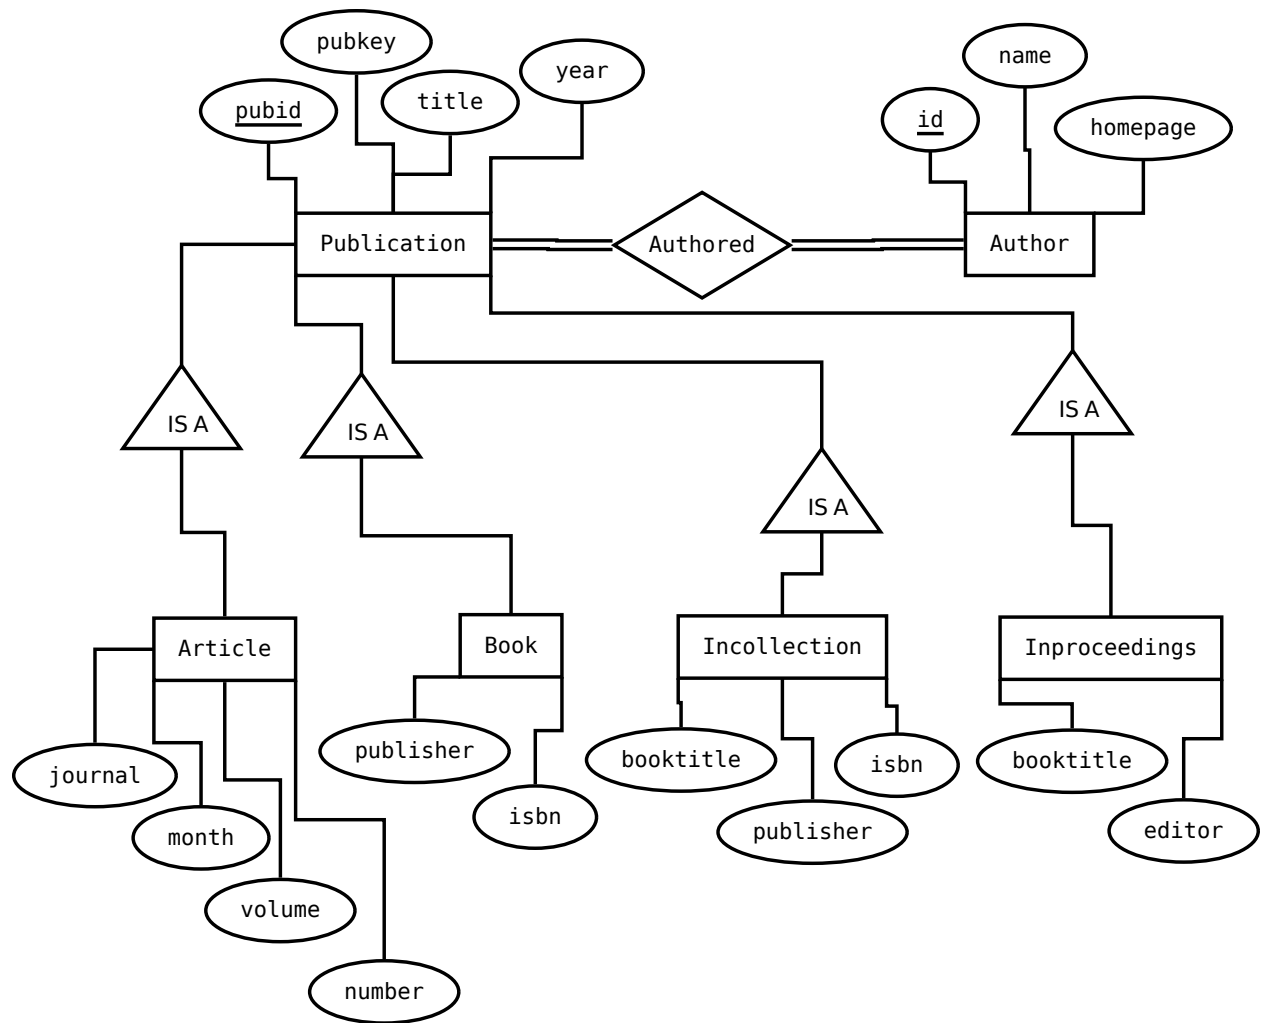 pubkey
year
name
title
pubid
id
homepage
Publication
Authored
Author
IS A
IS A
IS A
IS A
Article
Book
Incollection
Inproceedings
journal
publisher
booktitle
isbn
booktitle
month
isbn
publisher
editor
volume
number